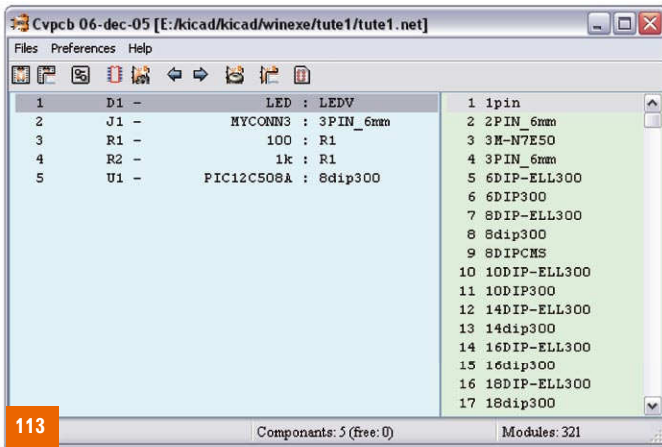 Cvpcb 06-dec-05 [E:/kicad/kicad/winexe/tute1/tute1.net]
Files Preferences Help
1 D1 - LED : LEDV
2 J1 - MYCONN3 : 3PIN_6mm
3 R1 - 100 : R1
4 R2 - 1k : R1
5 U1 - PIC12C508A : 8dip300
1 1pin
2 2PIN_6mm
3 3M-N7E50
4 3PIN_6mm
5 6DIP-ELL300
6 6DIP300
7 8DIP-ELL300
8 8dip300
9 8DIPCMS
10 10DIP-ELL300
11 10DIP300
12 14DIP-ELL300
13 14dip300
14 16DIP-ELL300
15 16dip300
16 18DIP-ELL300
17 18dip300
113
Componants: 5 (free: 0)
Modules: 321